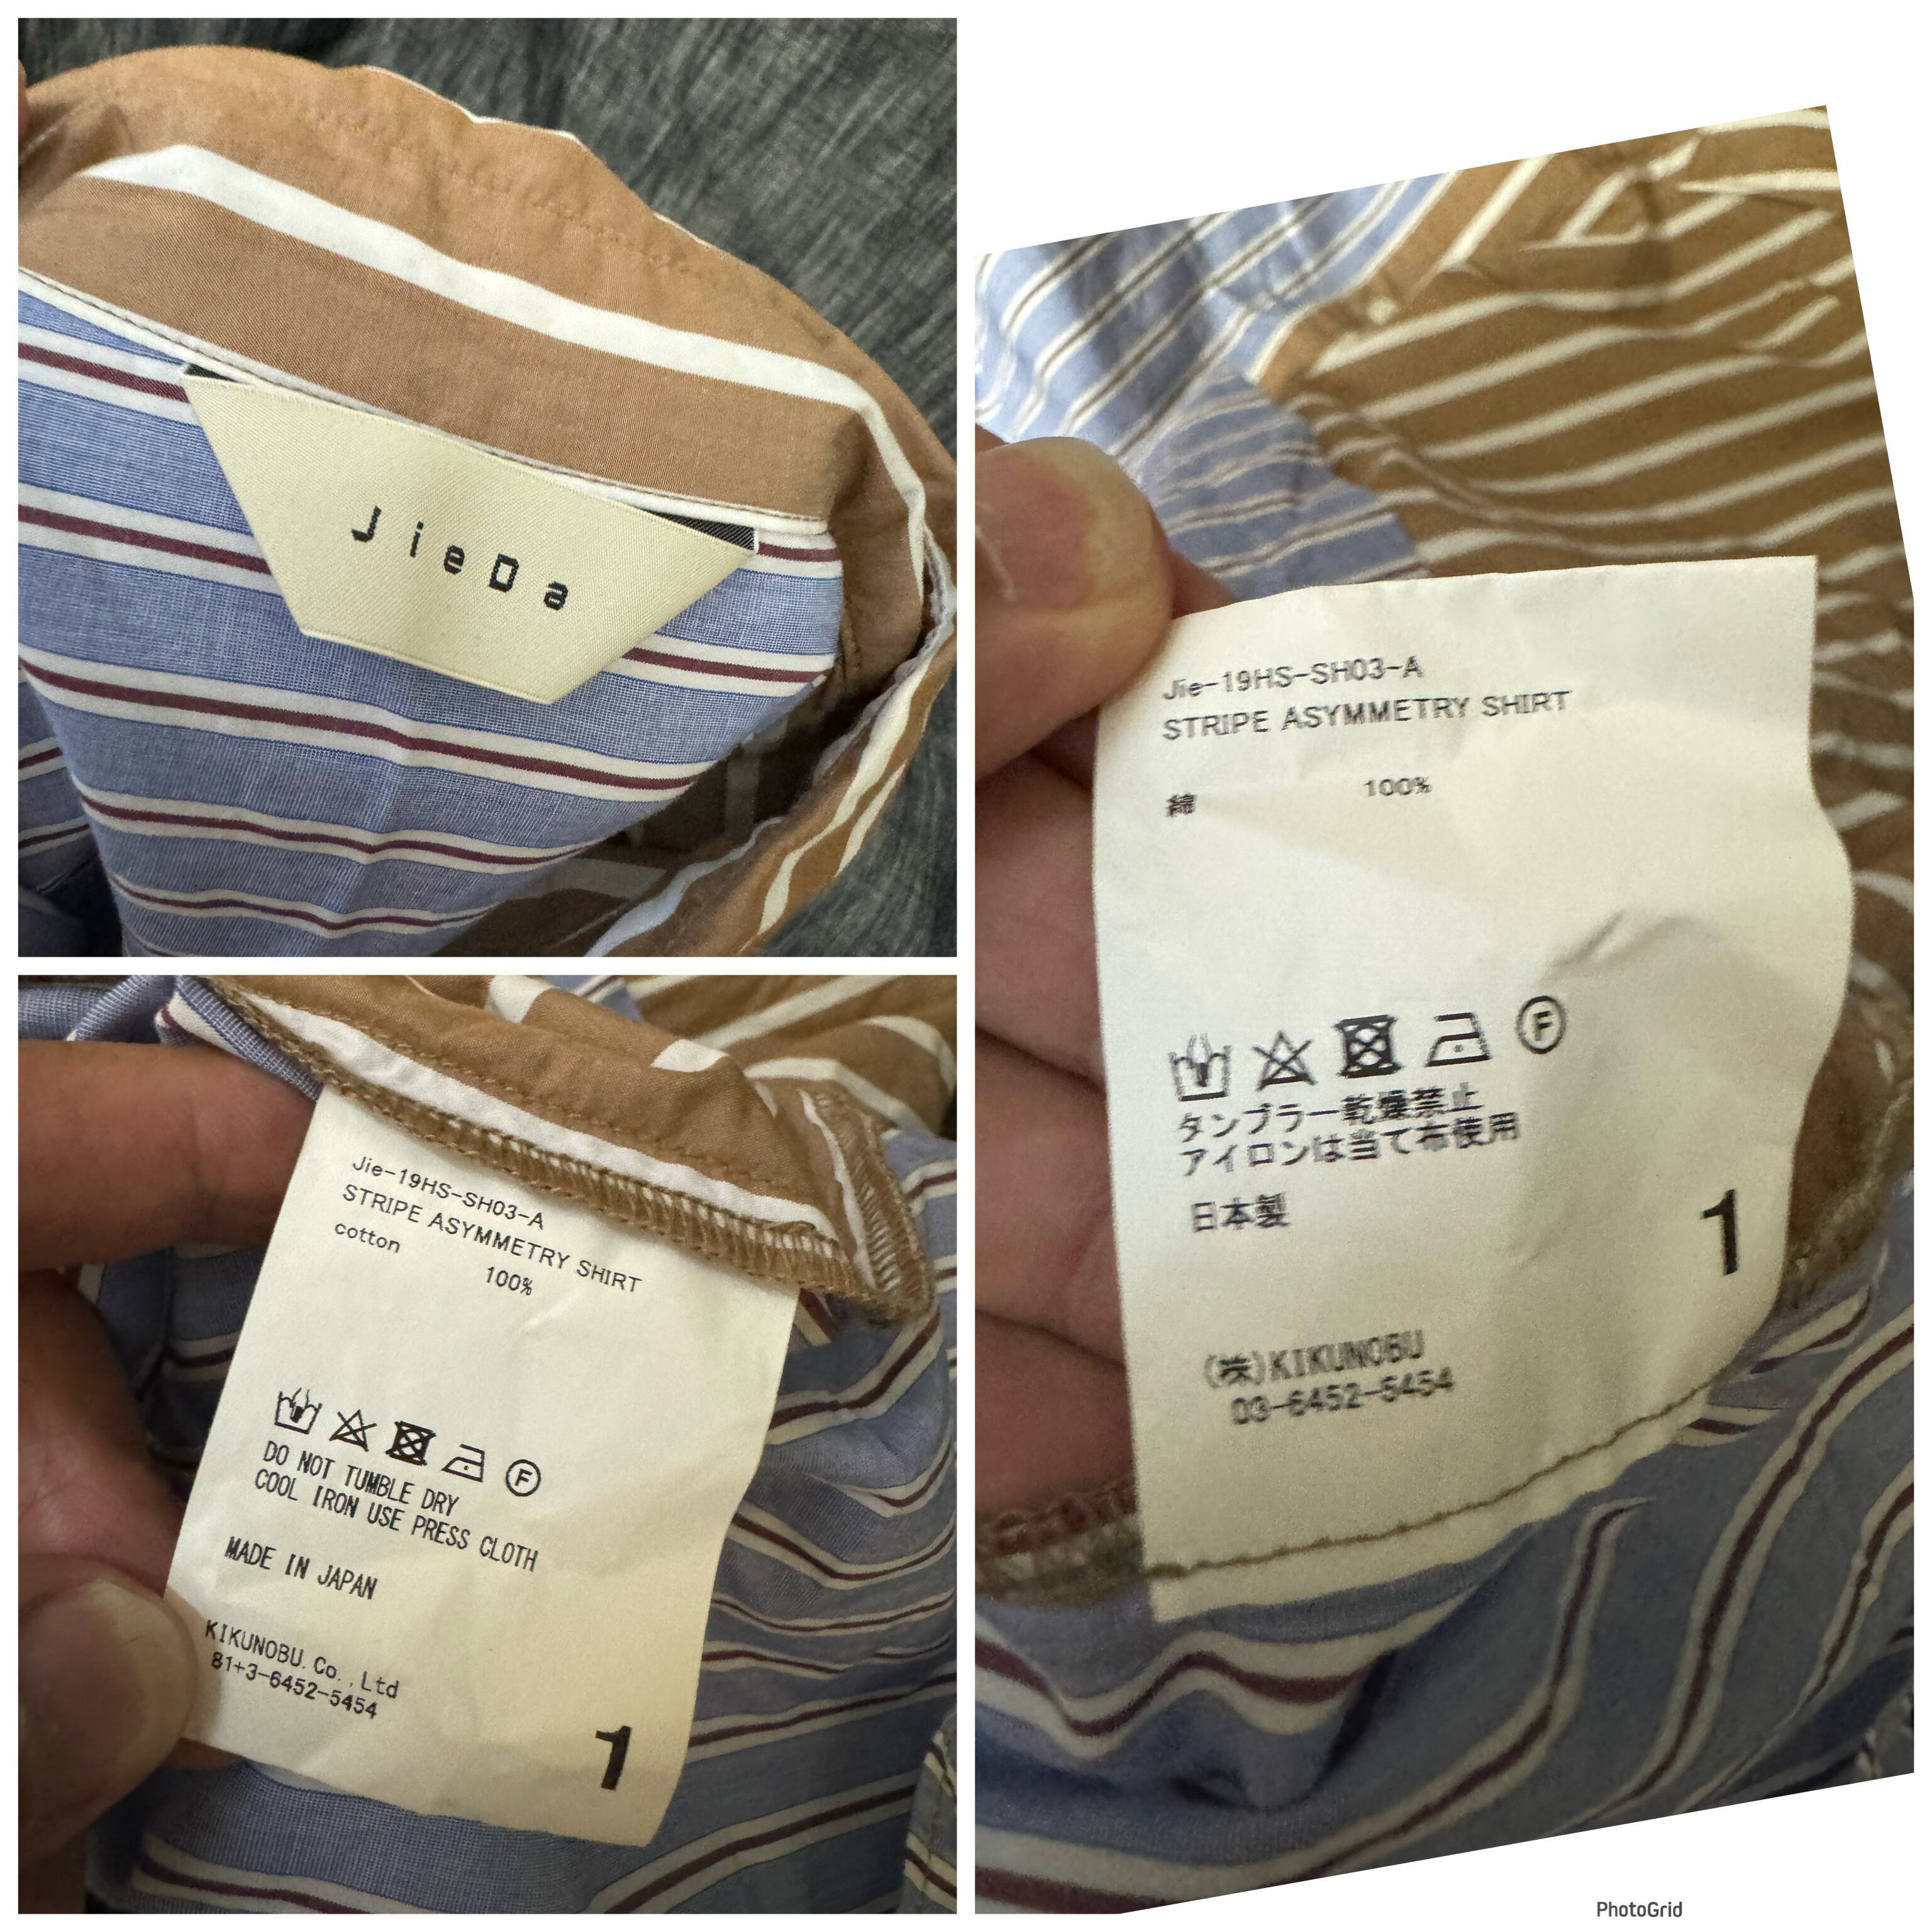 JieDa
Jie-19HS-SH03-A
STRIPE ASYMMETRY SHIRT
cotton 100%
F
DO NOT TUMBLE DRY
COOL IRON USE PRESS CLOTH
MADE IN JAPAN
KIKUNOBU.Co.,Ltd
81+3-6452-5454
1
Jie-19HS-SH03-A
STRIPE ASYMMETRY SHIRT
綿 100%
F
タンブラー乾燥禁止
アイロンは当て布使用
日本製
1
(株)KIKUNOBU
03-6452-5454
PhotoGrid